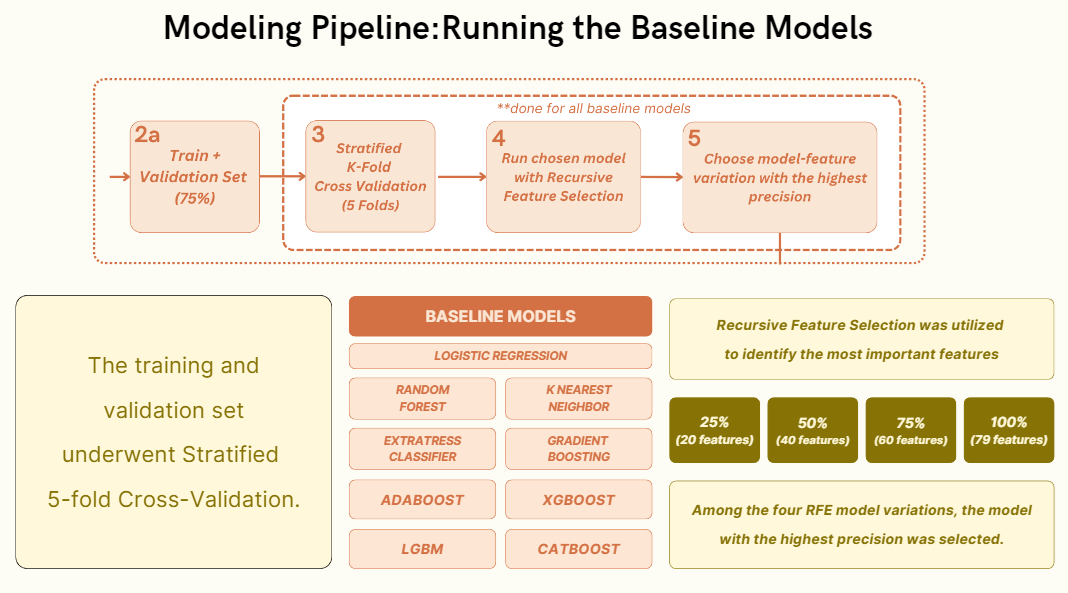 Modeling Pipeline:Running the Baseline Models
**done for all baseline models
2a
Train +
Validation Set
(75%)
3
Stratified
K-Fold
Cross Validation
(5 Folds)
4
Run chosen model
with Recursive
Feature Selection
5
Choose model-feature
variation with the highest
precision
The training and
validation set
underwent Stratified
5-fold Cross-Validation.
BASELINE MODELS
LOGISTIC REGRESSION
RANDOM
FOREST
K NEAREST
NEIGHBOR
EXTRATRESS
CLASSIFIER
GRADIENT
BOOSTING
ADABOOST
XGBOOST
LGBM
CATBOOST
Recursive Feature Selection was utilized
to identify the most important features
25%
(20 features)
50%
(40 features)
75%
(60 features)
100%
(79 features)
Among the four RFE model variations, the model
with the highest precision was selected.